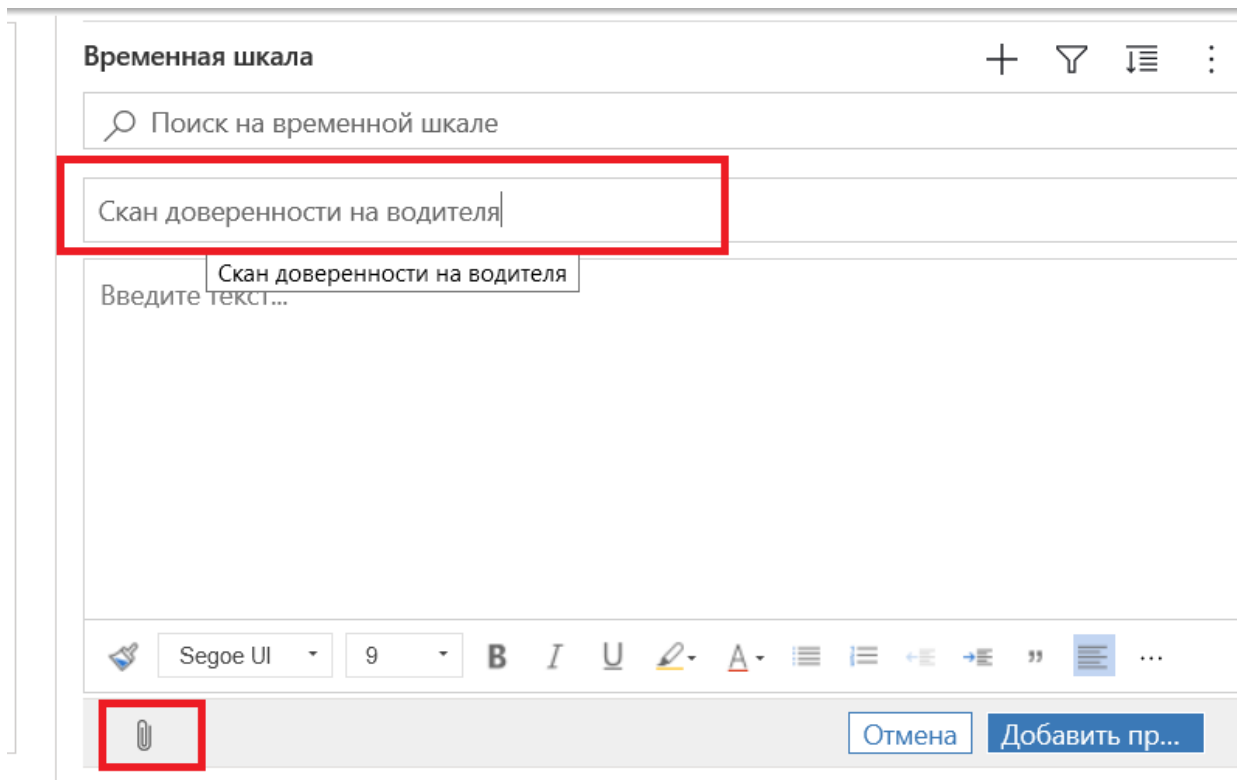 Временная шкала
Поиск на временной шкале
Скан доверенности на водителя
Скан доверенности на водителя
Введите текст...
Segoe UI 9 B I U A
Отмена Добавить пр...